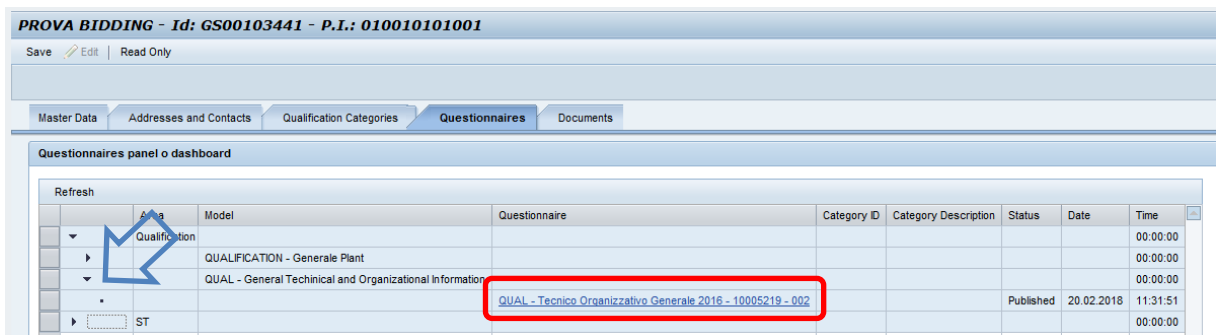 PROVA BIDDING - Id: GS00103441 - P.I.: 010010101001
Save Edit | Read Only
Master Data Addresses and Contacts Qualification Categories Questionnaires Documents
Questionnaires panel o dashboard
Refresh
Model Questionnaire Category ID Category Description Status Date Time
Qualification 00:00:00
QUALIFICATION - Generale Plant 00:00:00
QUAL - General Techinical and Organizational Information 00:00:00
QUAL - Tecnico Organizzativo Generale 2016 - 10005219 - 002 Published 20.02.2018 11:31:51
ST 00:00:00